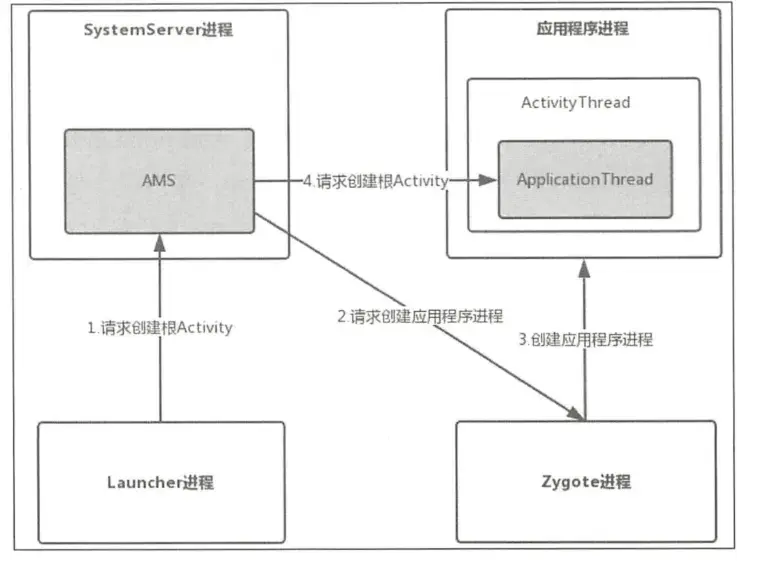 SystemServer进程
应用程序进程
ActivityThread
AMS
4.请求创建根Activity
ApplicationThread
1.请求创建根Activity
2.请求创建应用程序进程
3.创建应用程序进程
Launcher进程
Zygote进程